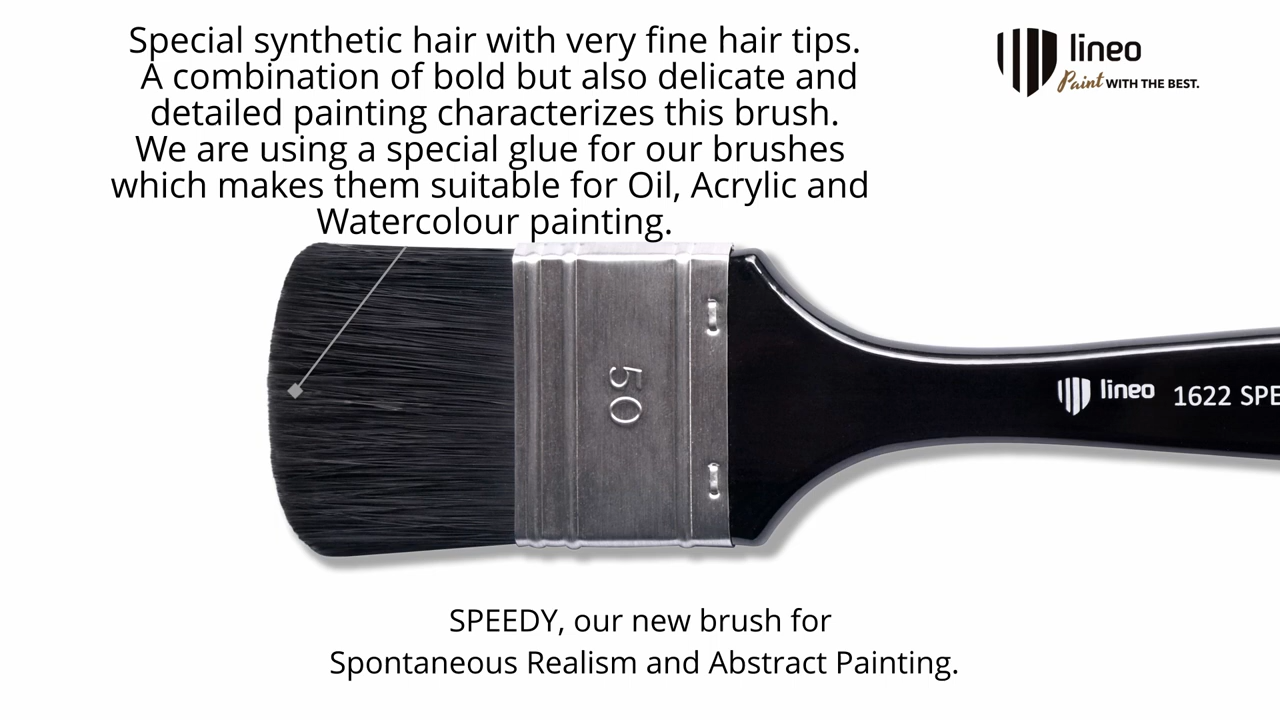 Special synthetic hair with very fine hair tips.
A combination of bold but also delicate and
detailed painting characterizes this brush.
We are using a special glue for our brushes
which makes them suitable for Oil, Acrylic and
Watercolour painting.
lineo
Paint WITH THE BEST.
50
lineo 1622 SPE
SPEEDY, our new brush for
Spontaneous Realism and Abstract Painting.